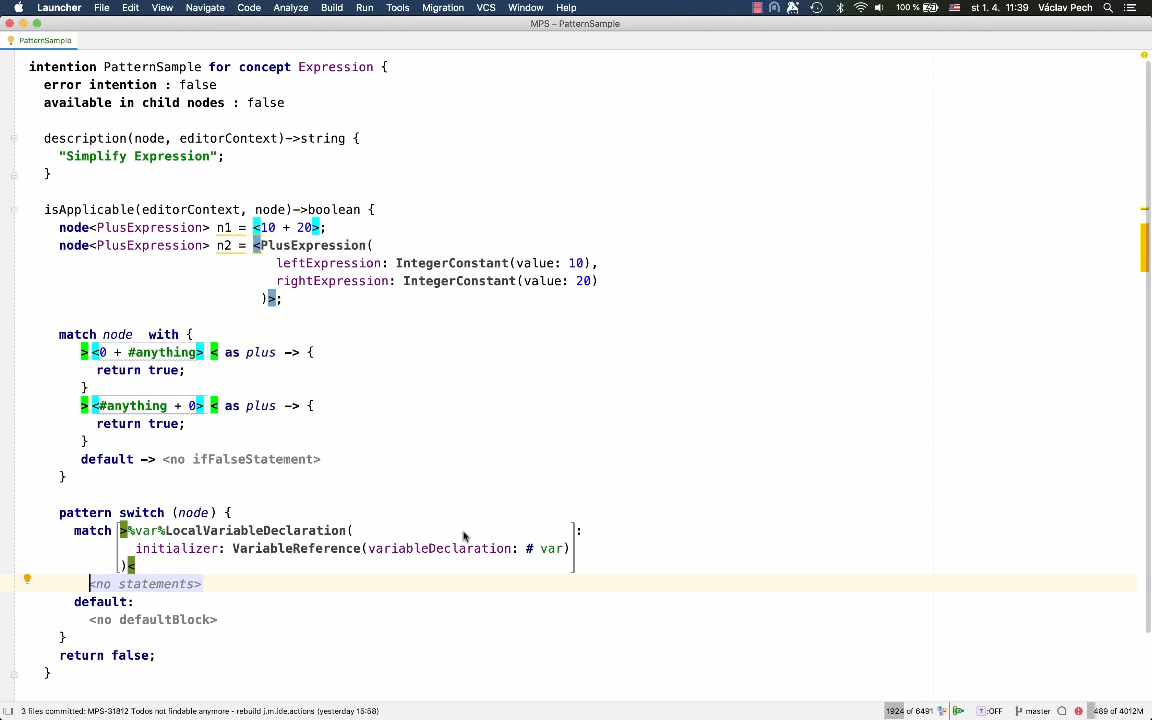 Launcher File Edit View Navigate Code Analyze Build Run Tools Migration VCS Window Help 100 % st 1. 4. 11:39 Václav Pech
MPS – PatternSample
PatternSample
intention PatternSample for concept Expression {
error intention : false
available in child nodes : false
description(node, editorContext)->string {
"Simplify Expression";
}
isApplicable(editorContext, node)->boolean {
node<PlusExpression> n1 = <10 + 20>;
node<PlusExpression> n2 = <PlusExpression(
leftExpression: IntegerConstant(value: 10),
rightExpression: IntegerConstant(value: 20)
)>;
match node with {
> <0 + #anything> < as plus -> {
return true;
}
> <#anything + 0> < as plus -> {
return true;
}
default -> <no ifFalseStatement>
}
pattern switch (node) {
match >%var%LocalVariableDeclaration( :
initializer: VariableReference(variableDeclaration: # var)
)<
<no statements>
default:
<no defaultBlock>
}
return false;
}
3 files committed: MPS-31812 Todos not findable anymore - rebuild j.m.ide.actions (yesterday 15:58) 1924 of 6491 T :OFF master 489 of 4012M